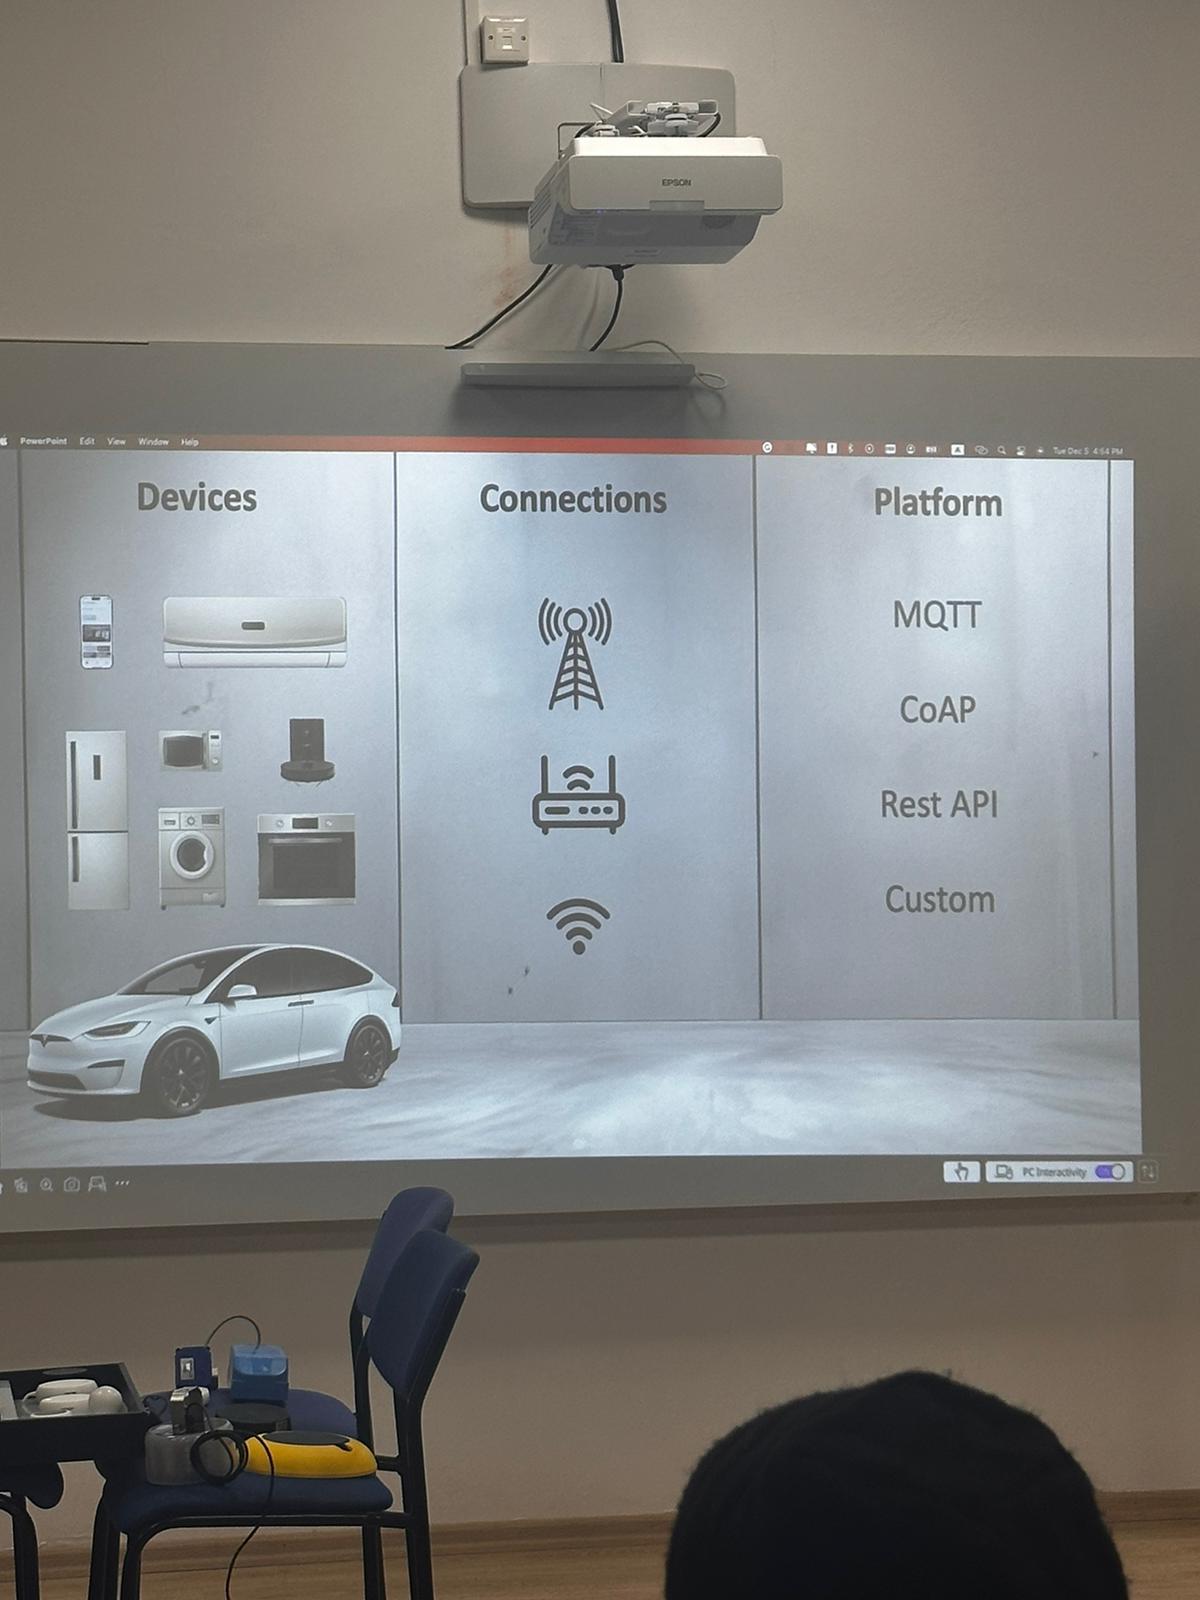 EPSON
PowerPoint Edit View Window Help
Tue Dec 5 4:54 PM
Devices
Connections
Platform
MQTT
CoAP
Rest API
Custom
PC Interactivity